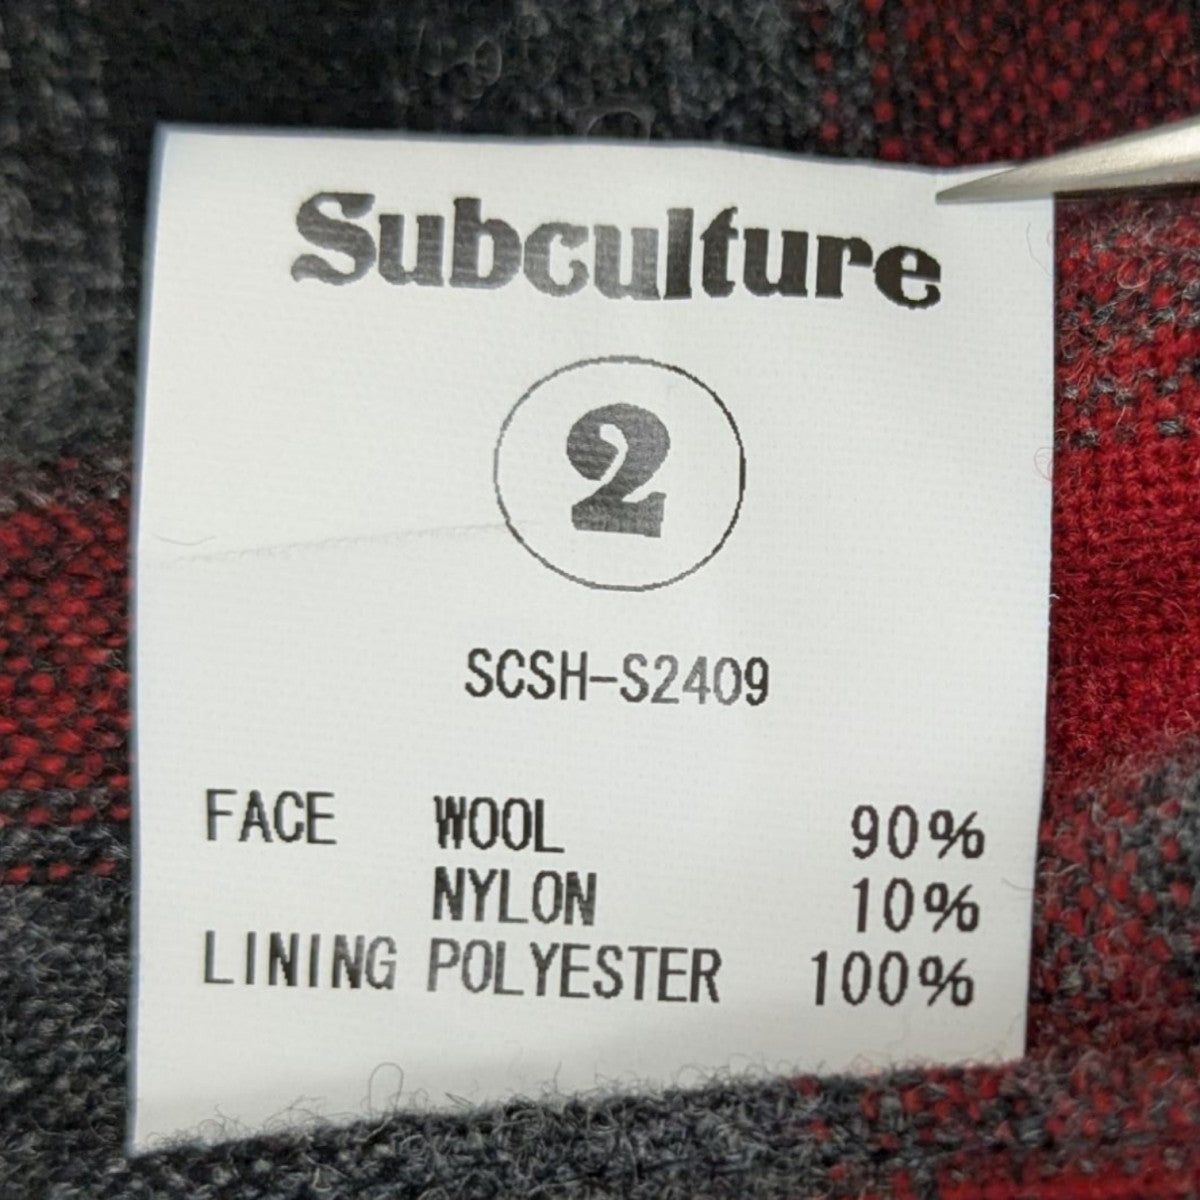 Subculture
2
SCSH-S2409
FACE WOOL 90%
NYLON 10%
LINING POLYESTER 100%